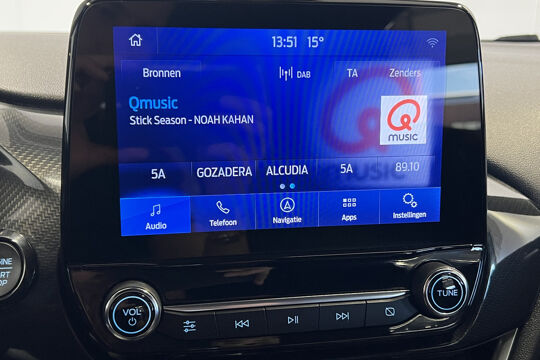 13:51 15°
Bronnen DAB TA Zenders
Qmusic
Stick Season - NOAH KAHAN
Q
MUSIC
5A GOZADERA ALCUDIA 5A 89.10
MUSIC
Audio Telefoon Navigatie Apps Instellingen
VOL
TUNE